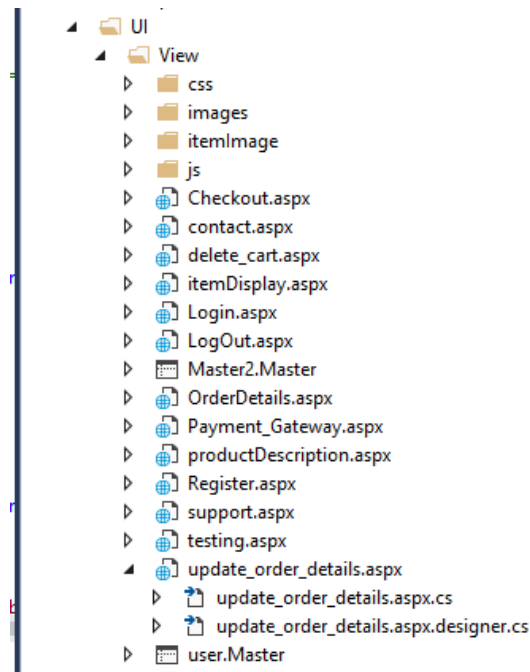 UI
View
css
images
itemImage
js
Checkout.aspx
contact.aspx
delete_cart.aspx
itemDisplay.aspx
Login.aspx
LogOut.aspx
Master2.Master
OrderDetails.aspx
Payment_Gateway.aspx
productDescription.aspx
Register.aspx
support.aspx
testing.aspx
update_order_details.aspx
update_order_details.aspx.cs
update_order_details.aspx.designer.cs
user.Master